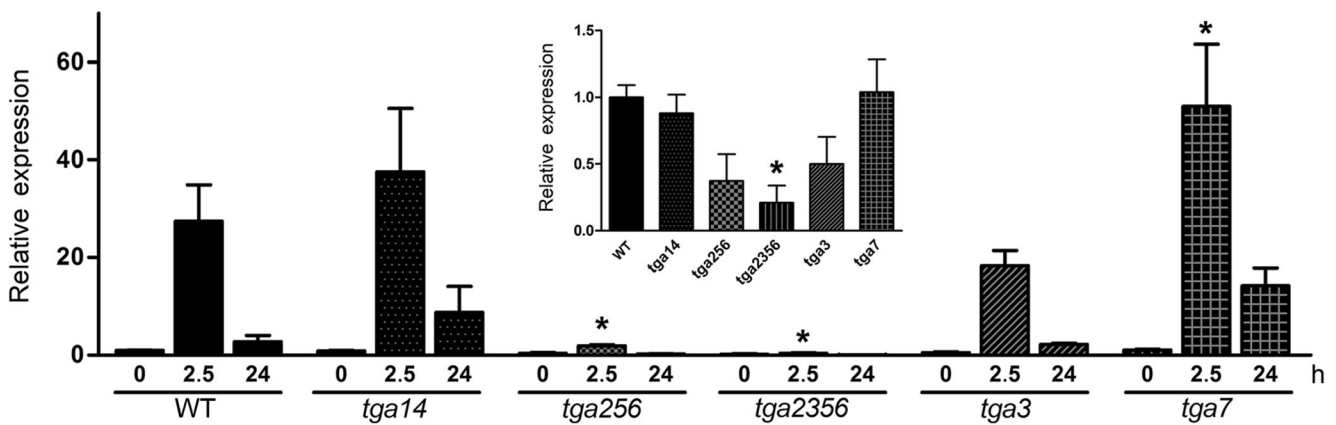 Relative expression
60
40
20
0
Relative expression
1.5
1.0
0.5
0.0
WT tga14 tga256 tga2356 tga3 tga7
*
* * *
0 2.5 24 0 2.5 24 0 2.5 24 0 2.5 24 0 2.5 24 0 2.5 24 h
WT tga14 tga256 tga2356 tga3 tga7